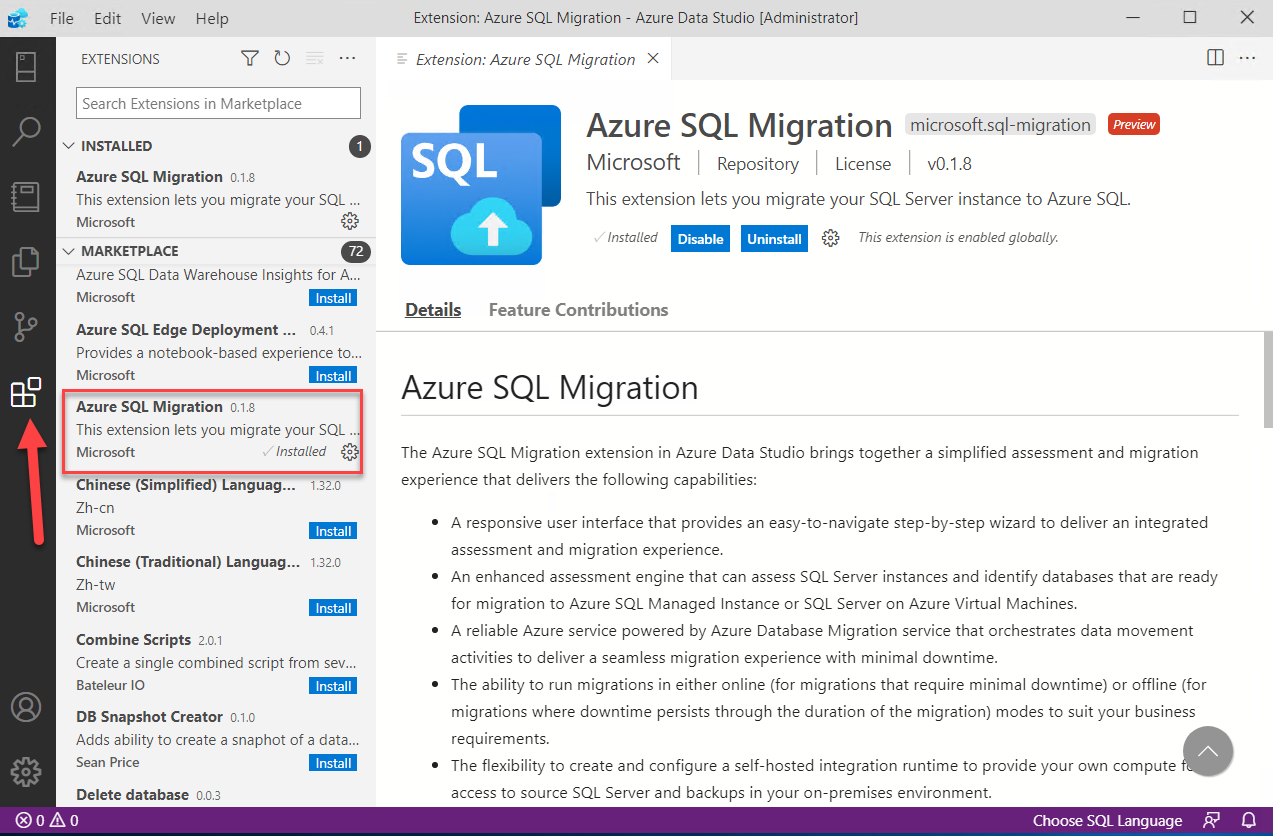 File Edit View Help
Extension: Azure SQL Migration - Azure Data Studio [Administrator]
EXTENSIONS
Search Extensions in Marketplace
INSTALLED
1
Azure SQL Migration 0.1.8
This extension lets you migrate your SQL ...
Microsoft
MARKETPLACE
72
Azure SQL Data Warehouse Insights for A...
Microsoft
Install
Azure SQL Edge Deployment ... 0.4.1
Provides a notebook-based experience to...
Microsoft
Install
Azure SQL Migration 0.1.8
This extension lets you migrate your SQL ...
Microsoft
✓Installed
Chinese (Simplified) Languag... 1.32.0
Zh-cn
Microsoft
Install
Chinese (Traditional) Languag... 1.32.0
Zh-tw
Microsoft
Install
Combine Scripts 2.0.1
Create a single combined script from sev...
Bateleur IO
Install
DB Snapshot Creator 0.1.0
Adds ability to create a snaphot of a data...
Sean Price
Install
Delete database 0.0.3
Extension: Azure SQL Migration
SQL
Azure SQL Migration microsoft.sql-migration Preview
Microsoft Repository License v0.1.8
This extension lets you migrate your SQL Server instance to Azure SQL.
✓Installed Disable Uninstall This extension is enabled globally.
Details Feature Contributions
Azure SQL Migration
The Azure SQL Migration extension in Azure Data Studio brings together a simplified assessment and migration
experience that delivers the following capabilities:
• A responsive user interface that provides an easy-to-navigate step-by-step wizard to deliver an integrated
assessment and migration experience.
• An enhanced assessment engine that can assess SQL Server instances and identify databases that are ready
for migration to Azure SQL Managed Instance or SQL Server on Azure Virtual Machines.
• A reliable Azure service powered by Azure Database Migration service that orchestrates data movement
activities to deliver a seamless migration experience with minimal downtime.
• The ability to run migrations in either online (for migrations that require minimal downtime) or offline (for
migrations where downtime persists through the duration of the migration) modes to suit your business
requirements.
• The flexibility to create and configure a self-hosted integration runtime to provide your own compute
access to source SQL Server and backups in your on-premises environment.
0 0
Choose SQL Language